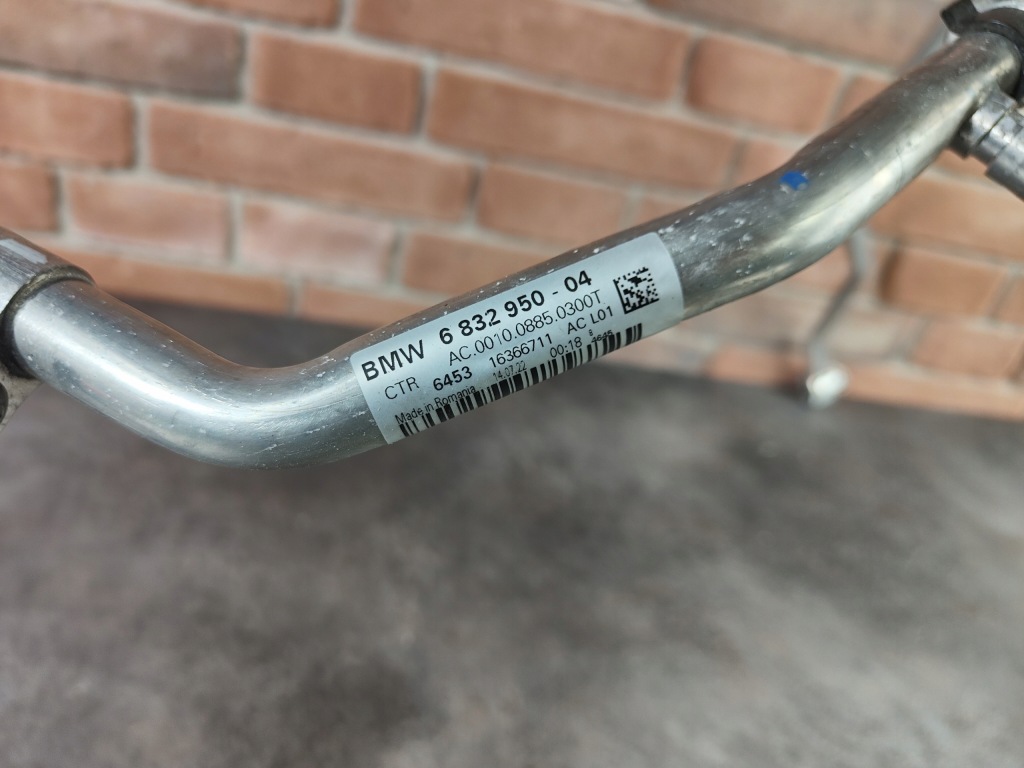 BMW 6 832 950 - 04
AC.0010.0885.0300T
CTR 6453 16366711 AC L01
Made in Romania 14.07.22 00:18